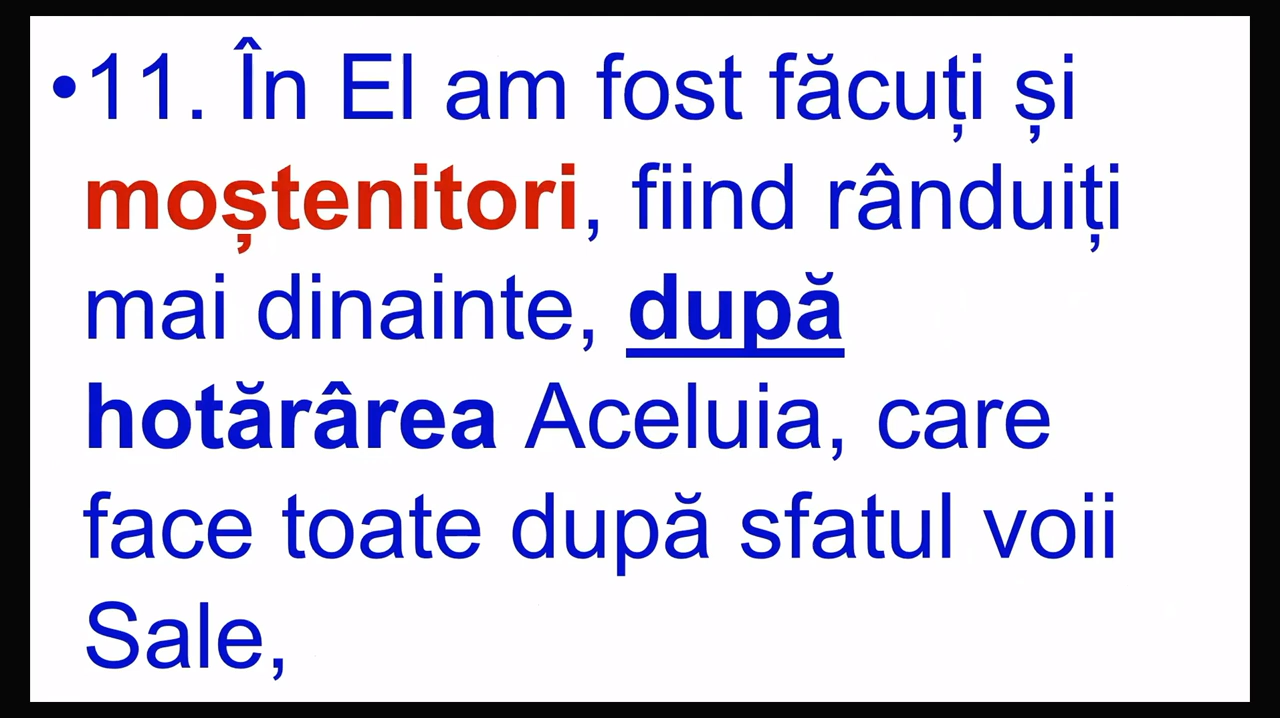 •11. În El am fost făcuți și
moștenitori, fiind rânduiți
mai dinainte, după
hotărârea Aceluia, care
face toate după sfatul voii
Sale,